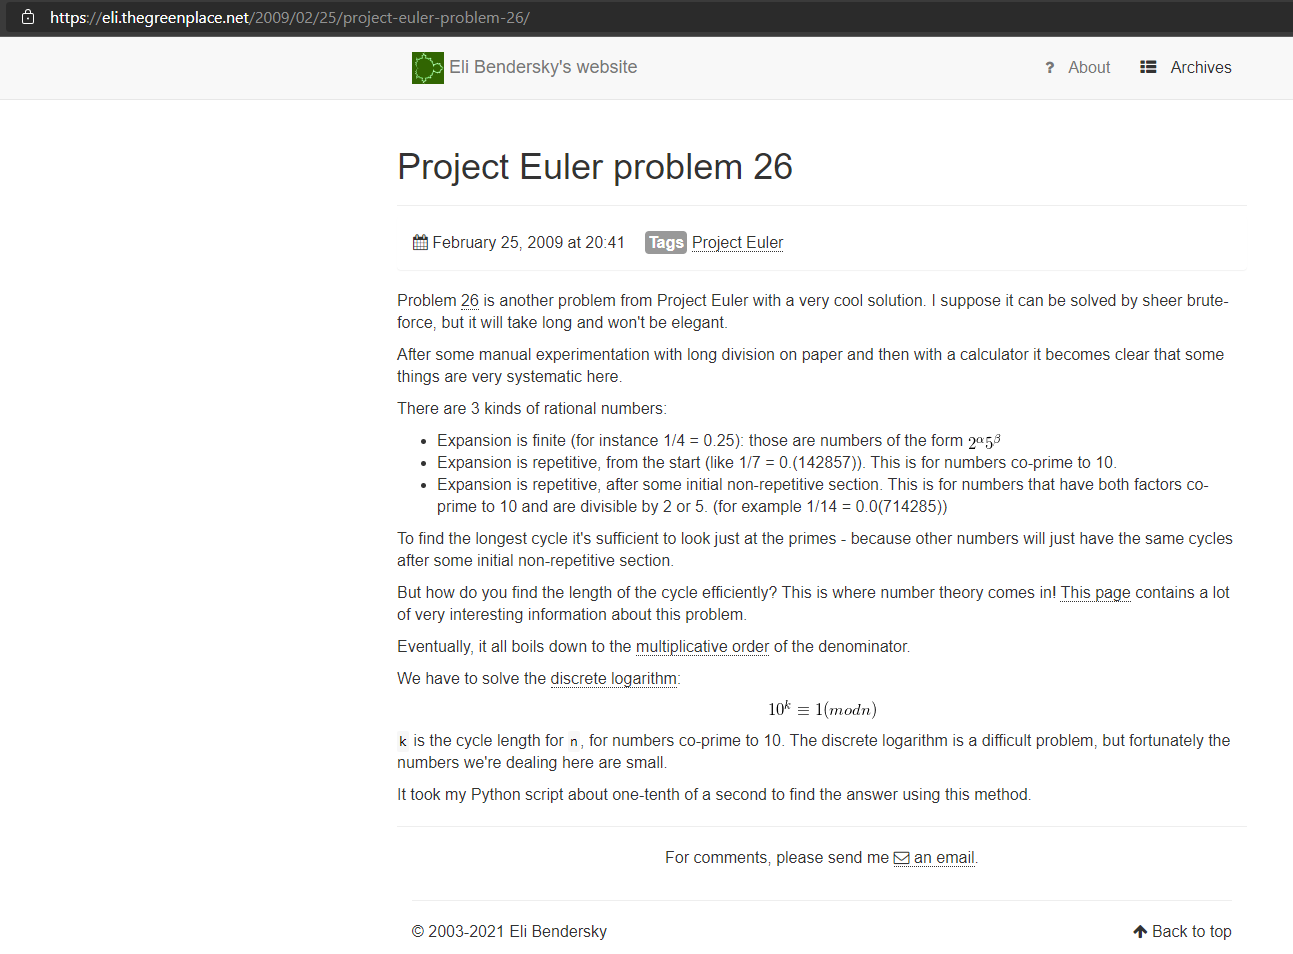 https://eli.thegreenplace.net/2009/02/25/project-euler-problem-26/
Eli Bendersky's website
? About
Archives
Project Euler problem 26
February 25, 2009 at 20:41 Tags Project Euler
Problem 26 is another problem from Project Euler with a very cool solution. I suppose it can be solved by sheer brute-
force, but it will take long and won't be elegant.
After some manual experimentation with long division on paper and then with a calculator it becomes clear that some
things are very systematic here.
There are 3 kinds of rational numbers:
• Expansion is finite (for instance 1/4 = 0.25): those are numbers of the form 2^α5^β
• Expansion is repetitive, from the start (like 1/7 = 0.(142857)). This is for numbers co-prime to 10.
• Expansion is repetitive, after some initial non-repetitive section. This is for numbers that have both factors co-
prime to 10 and are divisible by 2 or 5. (for example 1/14 = 0.0(714285))
To find the longest cycle it's sufficient to look just at the primes - because other numbers will just have the same cycles
after some initial non-repetitive section.
But how do you find the length of the cycle efficiently? This is where number theory comes in! This page contains a lot
of very interesting information about this problem.
Eventually, it all boils down to the multiplicative order of the denominator.
We have to solve the discrete logarithm:
10^k ≡ 1(modn)
k is the cycle length for n, for numbers co-prime to 10. The discrete logarithm is a difficult problem, but fortunately the
numbers we're dealing here are small.
It took my Python script about one-tenth of a second to find the answer using this method.
For comments, please send me an email.
© 2003-2021 Eli Bendersky
Back to top